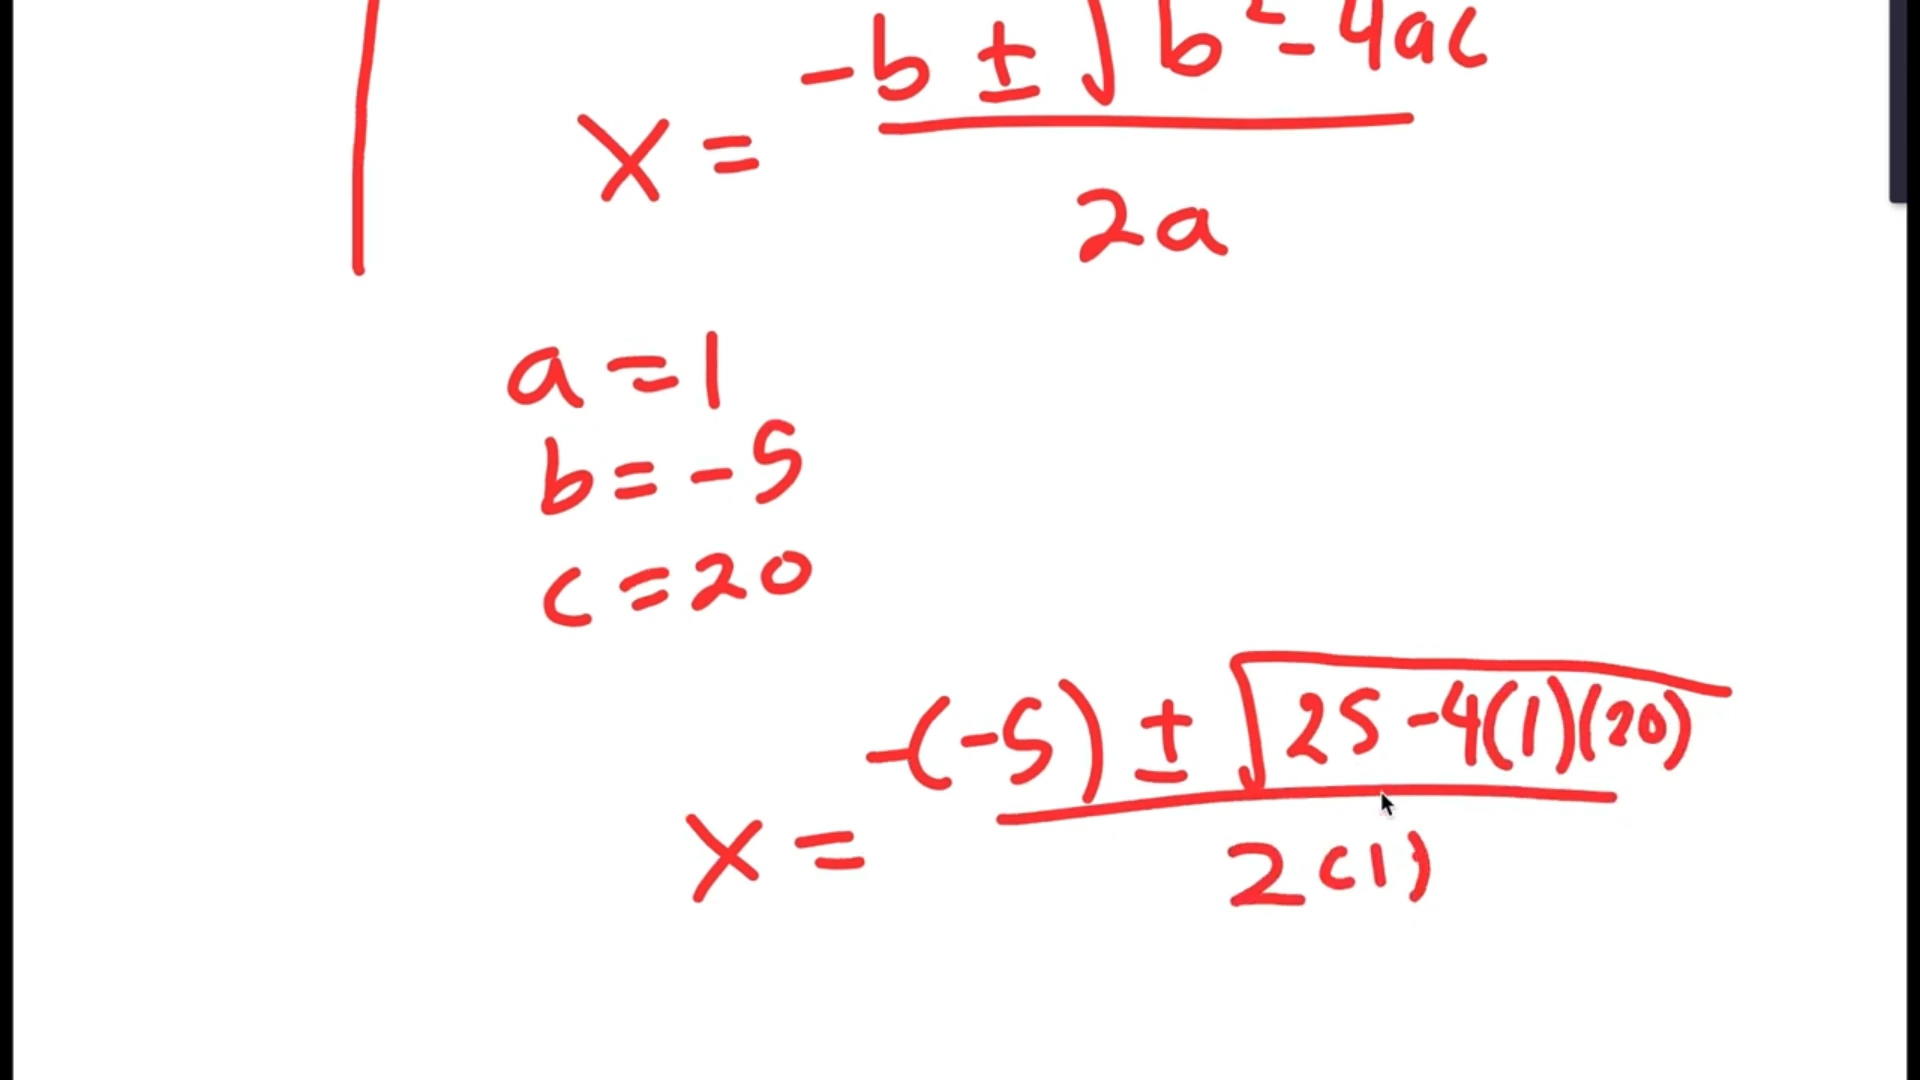 x = -b ± √b² - 4ac
2a
a = 1
b = -5
c = 20
x = -(-5) ± √25 - 4(1)(20)
2(1)